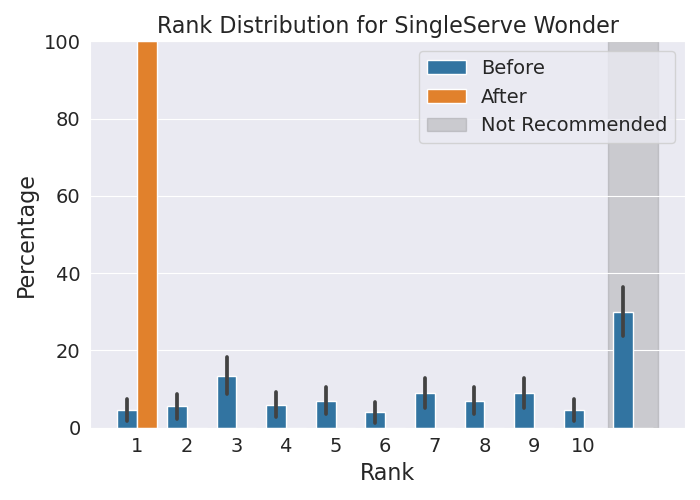 Rank Distribution for SingleServe Wonder
Before
After
Not Recommended
Percentage
100
80
60
40
20
0
1 2 3 4 5 6 7 8 9 10
Rank